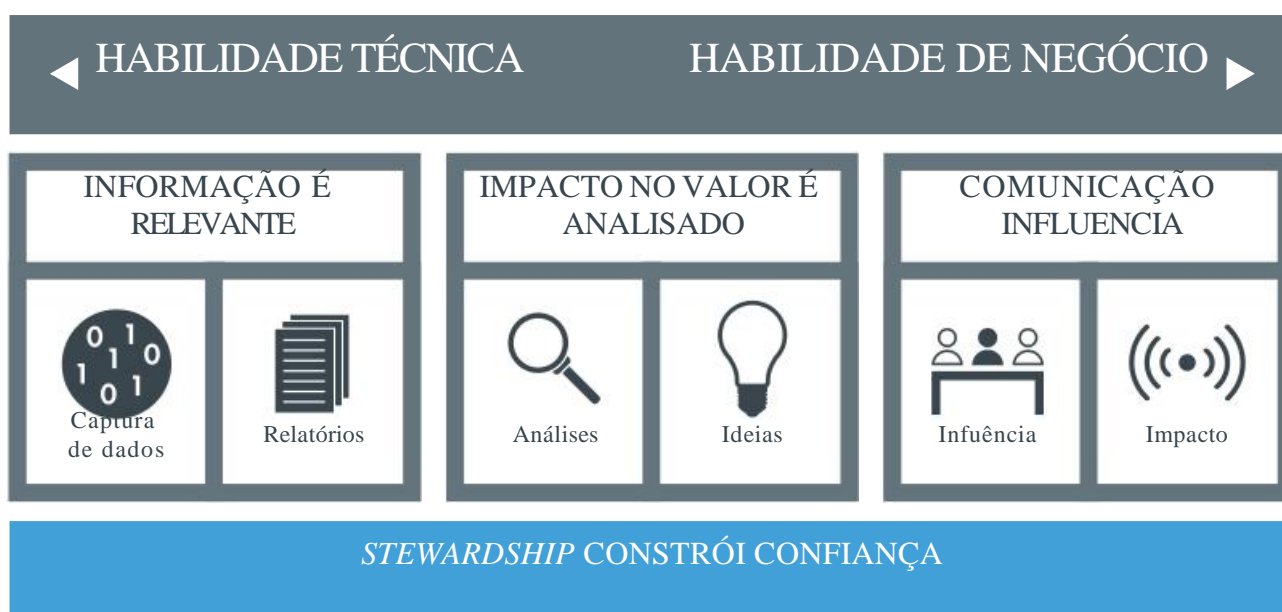 HABILIDADE TÉCNICA
HABILIDADE DE NEGÓCIO
INFORMAÇÃO É
RELEVANTE
IMPACTO NO VALOR É
ANALISADO
COMUNICAÇÃO
INFLUENCIA
0 1
1 0
1 1
0
Captura
de dados
Relatórios
Análises
Ideias
Infuência
Impacto
STEWARDSHIP CONSTRÓI CONFIANÇA